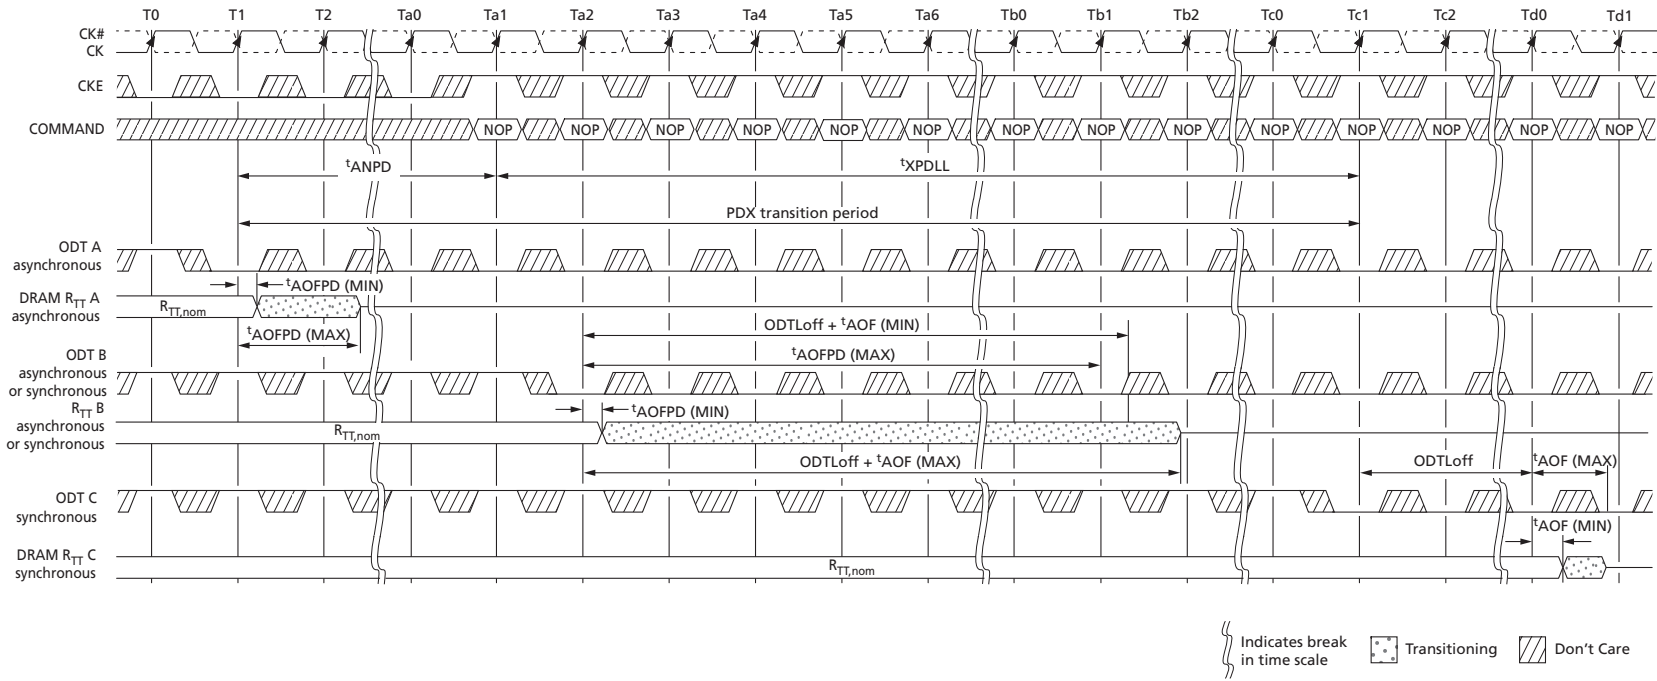 T0 T1 T2 Ta0 Ta1 Ta2 Ta3 Ta4 Ta5 Ta6 Tb0 Tb1 Tb2 Tc0 Tc1 Tc2 Td0 Td1
CK#
CK
CKE
COMMAND NOP NOP NOP NOP NOP NOP NOP NOP NOP NOP NOP NOP NOP NOP
tANPD tXPDLL
PDX transition period
ODT A
asynchronous
tAOFPD (MIN)
DRAM RTT A
asynchronous
RTT,nom
tAOFPD (MAX)
ODTLoff + tAOF (MIN)
tAOFPD (MAX)
ODT B
asynchronous
or synchronous
tAOFPD (MIN)
RTT B
asynchronous
or synchronous
RTT,nom
ODTLoff + tAOF (MAX)
ODTLoff tAOF (MAX)
ODT C
synchronous
tAOF (MIN)
DRAM RTT C
synchronous
RTT,nom
Indicates break
in time scale
Transitioning
Don't Care